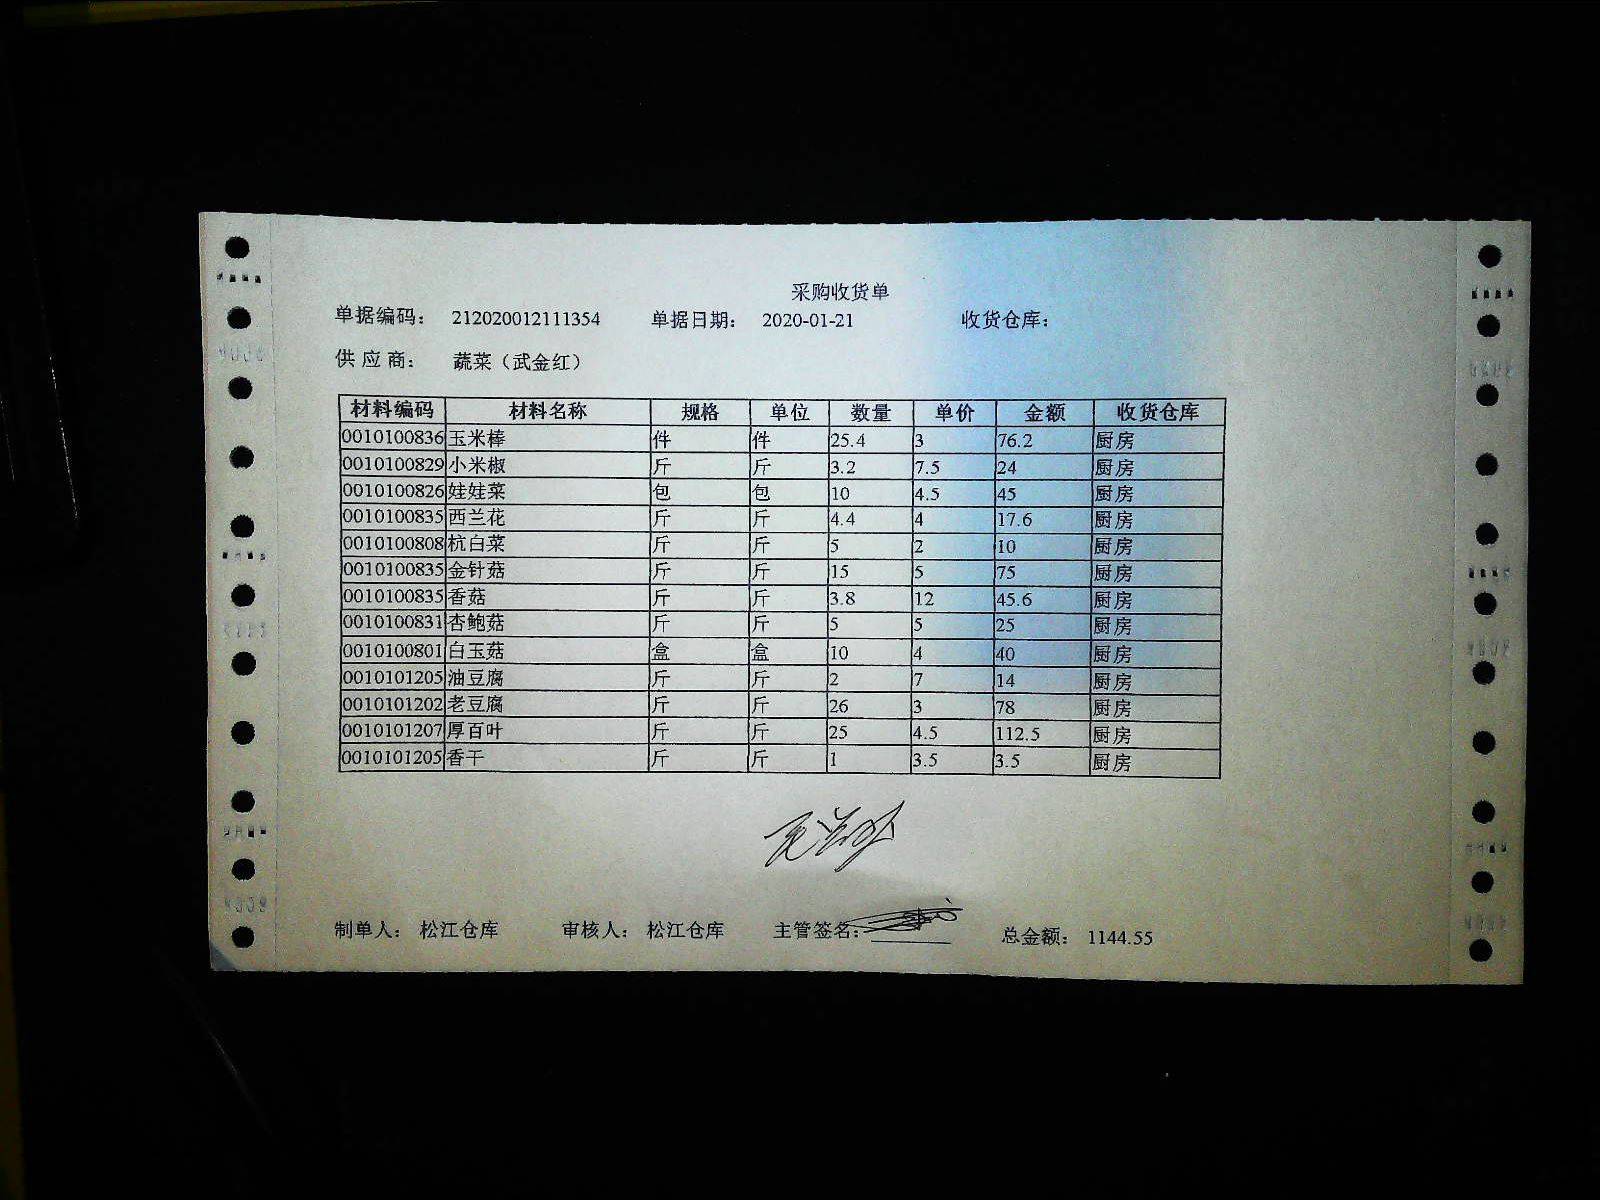 采购收货单
单据编码: 212020012111354 单据日期: 2020-01-21 收货仓库:
供 应 商: 蔬菜（武金红）
材料编码 材料名称 规格 单位 数量 单价 金额 收货仓库
0010100836 玉米棒 件 件 25.4 3 76.2 厨房
0010100829 小米椒 斤 斤 3.2 7.5 24 厨房
0010100826 娃娃菜 包 包 10 4.5 45 厨房
0010100835 西兰花 斤 斤 4.4 4 17.6 厨房
0010100808 杭白菜 斤 斤 5 2 10 厨房
0010100835 金针菇 斤 斤 15 5 75 厨房
0010100835 香菇 斤 斤 3.8 12 45.6 厨房
0010100831 杏鲍菇 斤 斤 5 5 25 厨房
0010100801 白玉菇 盒 盒 10 4 40 厨房
0010101205 油豆腐 斤 斤 2 7 14 厨房
0010101202 老豆腐 斤 斤 26 3 78 厨房
0010101207 厚百叶 斤 斤 25 4.5 112.5 厨房
0010101205 香干 斤 斤 1 3.5 3.5 厨房
制单人: 松江仓库 审核人: 松江仓库 主管签名: 总金额: 1144.55